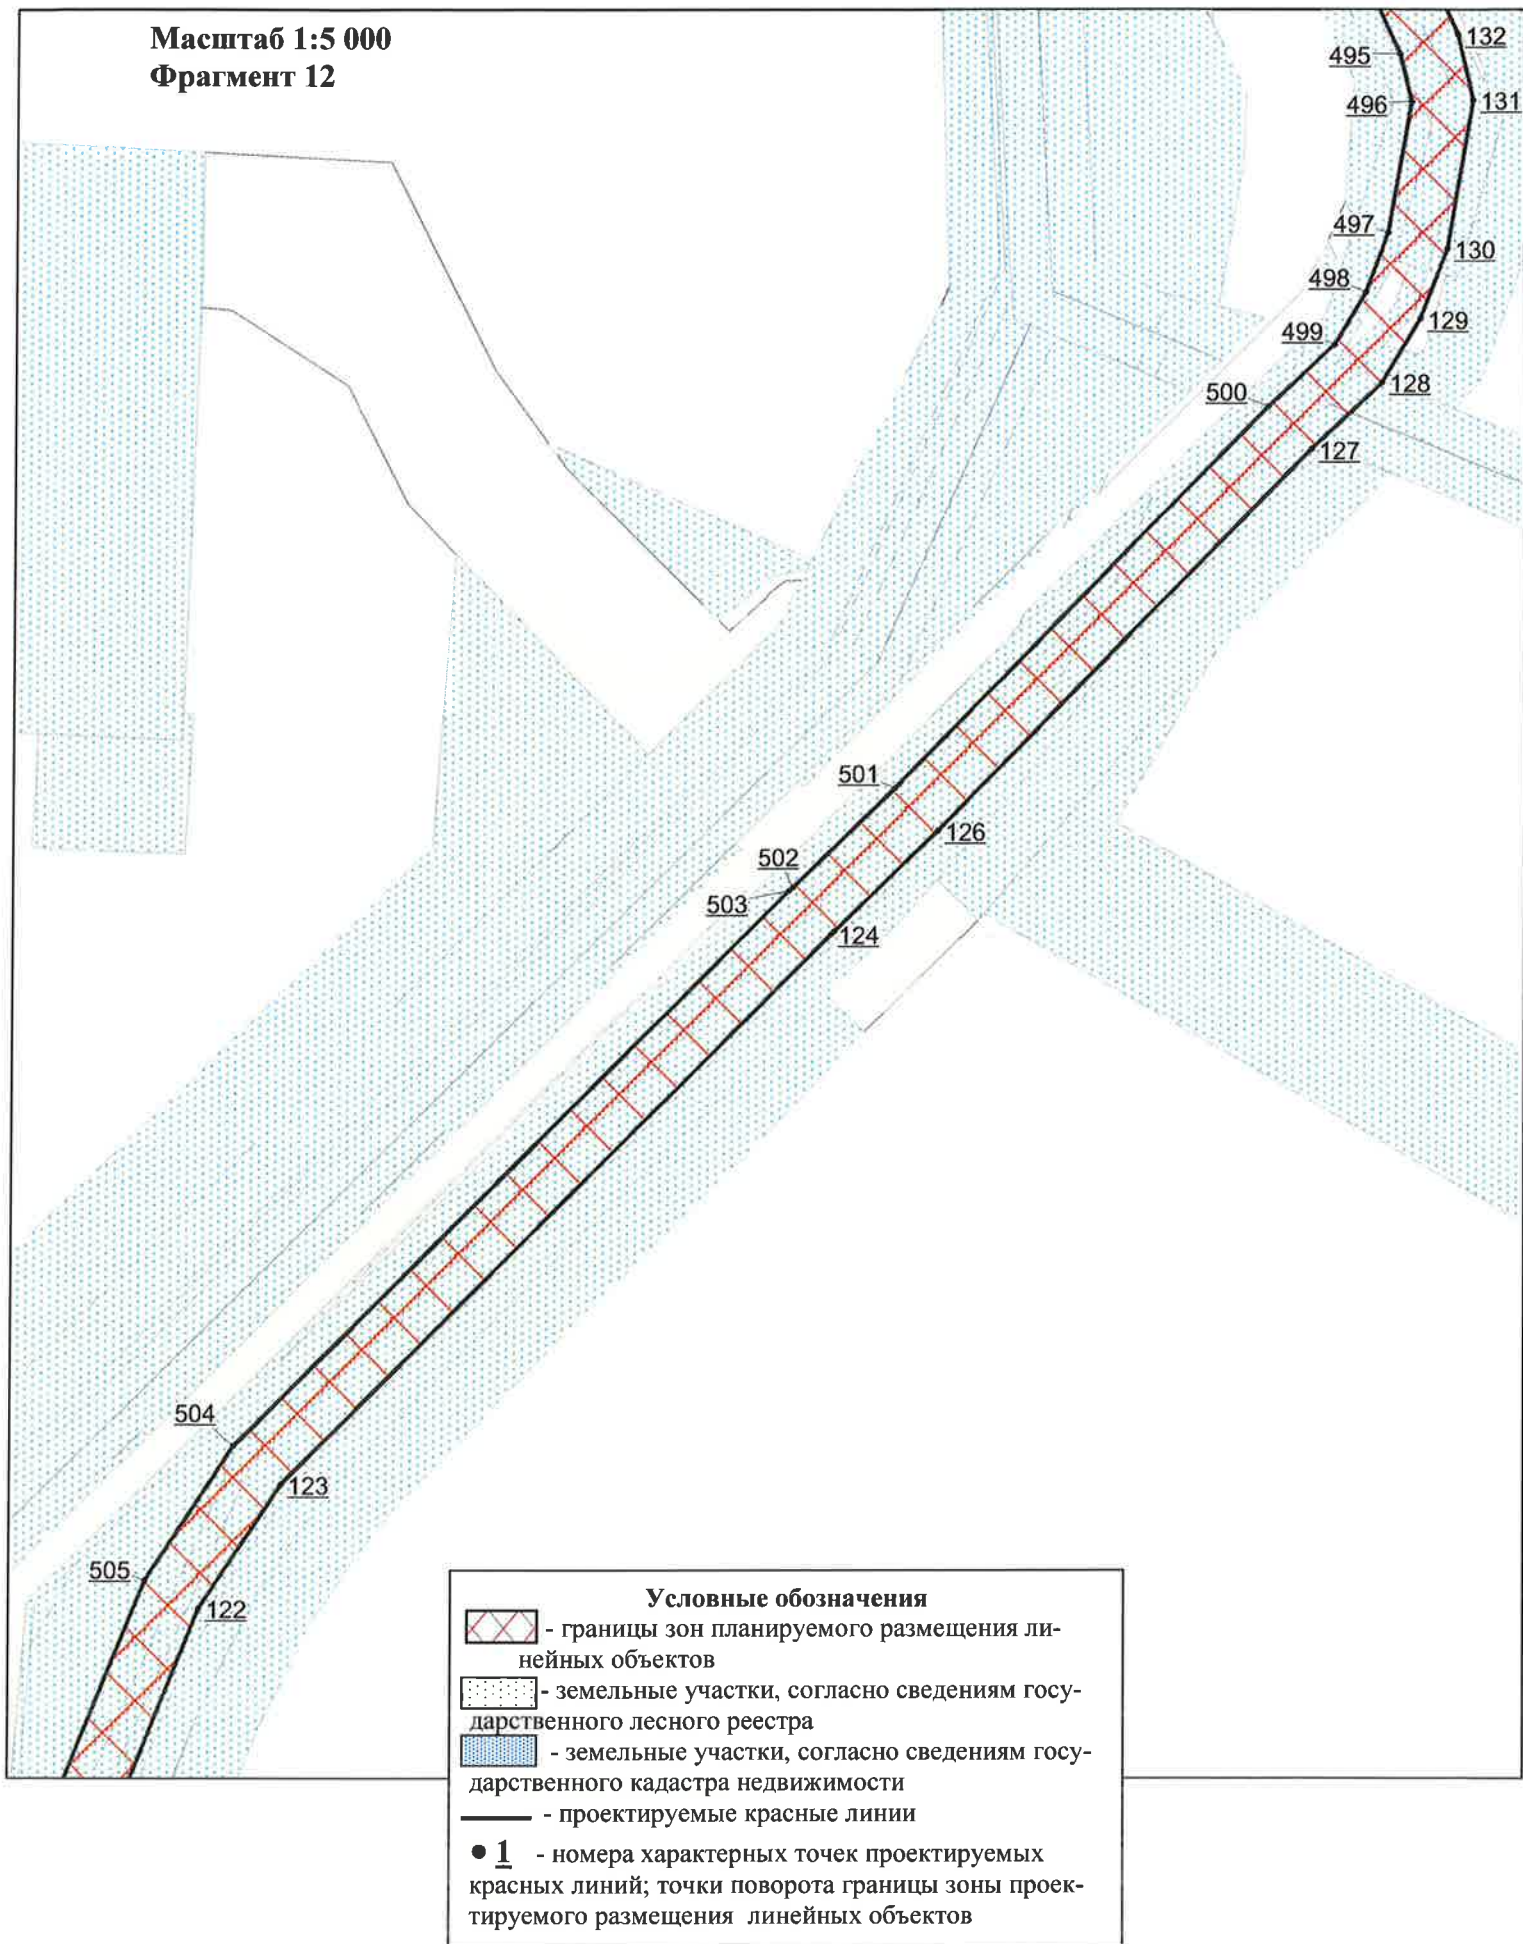 Масштаб 1:5 000
Фрагмент 12
132
495
496
131
497
130
498
129
499
128
500
127
501
126
502
503
124
504
123
505
122
Условные обозначения
- границы зон планируемого размещения ли-
нейных объектов
- земельные участки, согласно сведениям госу-
дарственного лесного реестра
- земельные участки, согласно сведениям госу-
дарственного кадастра недвижимости
- проектируемые красные линии
1 - номера характерных точек проектируемых
красных линий; точки поворота границы зоны проек-
тируемого размещения линейных объектов